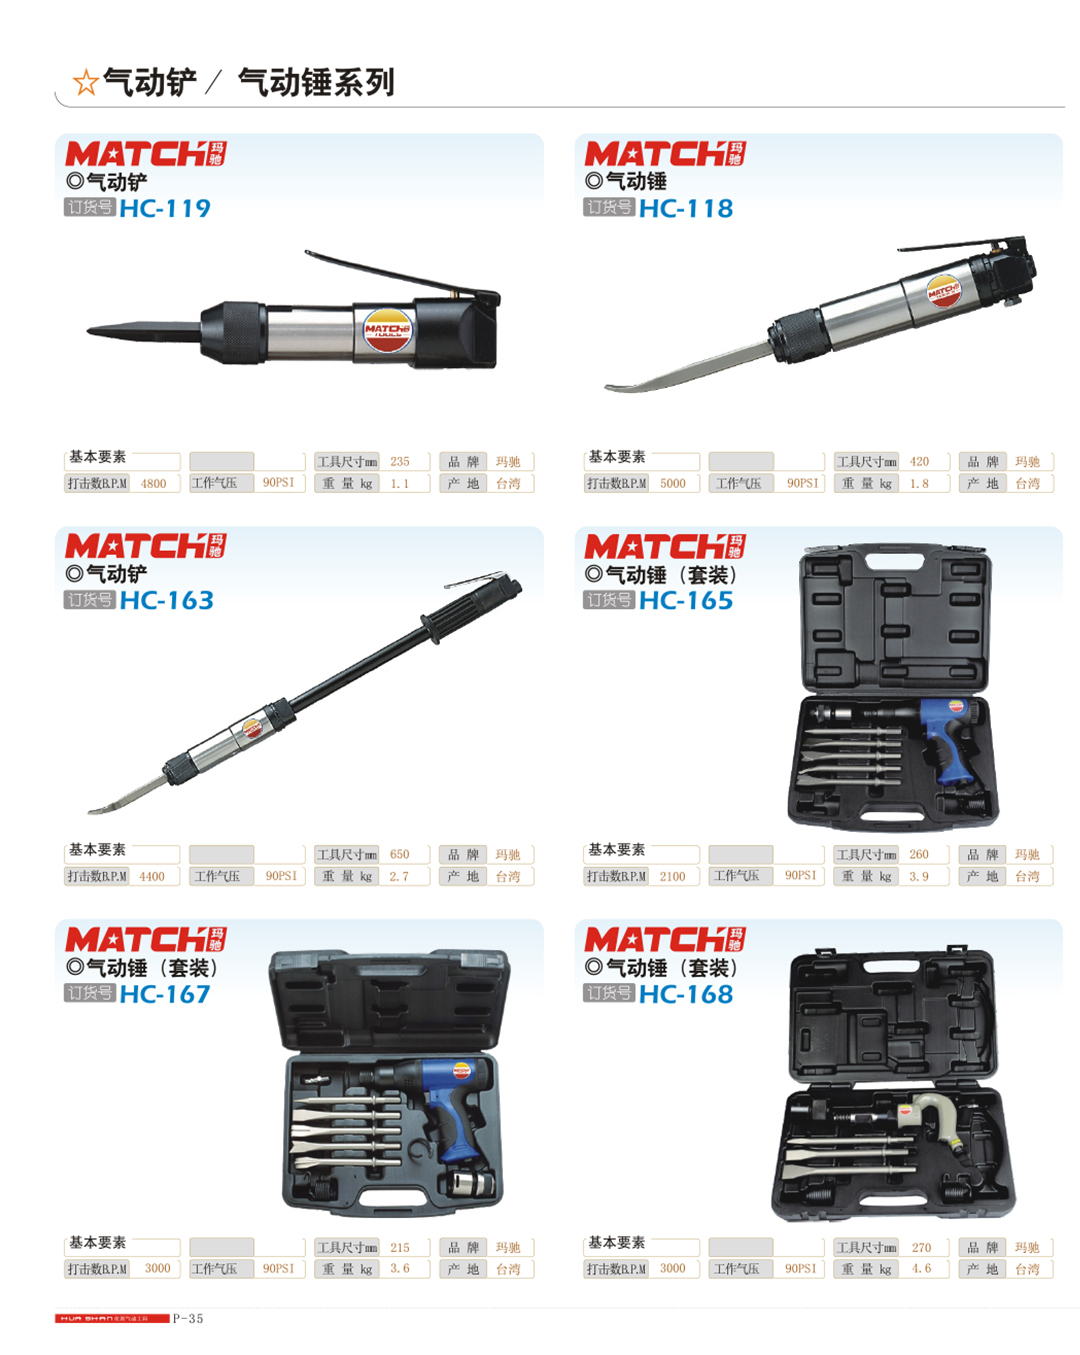 ☆气动铲／ 气动锤系列
MATCH 玛驰
◎气动铲
订货号 HC-119
MATCH TOOLS
基本要素 工具尺寸mm 235 品 牌 玛驰
打击数B.P.M 4800 工作气压 90PSI 重 量 kg 1.1 产 地 台湾
MATCH 玛驰
◎气动锤
订货号 HC-118
MATCH
基本要素 工具尺寸mm 420 品 牌 玛驰
打击数B.P.M 5000 工作气压 90PSI 重 量 kg 1.8 产 地 台湾
MATCH 玛驰
◎气动铲
订货号 HC-163
MATCH
基本要素 工具尺寸mm 650 品 牌 玛驰
打击数B.P.M 4400 工作气压 90PSI 重 量 kg 2.7 产 地 台湾
MATCH 玛驰
◎气动锤（套装）
订货号 HC-165
基本要素 工具尺寸mm 260 品 牌 玛驰
打击数B.P.M 2100 工作气压 90PSI 重 量 kg 3.9 产 地 台湾
MATCH 玛驰
◎气动锤（套装）
订货号 HC-167
基本要素 工具尺寸mm 215 品 牌 玛驰
打击数B.P.M 3000 工作气压 90PSI 重 量 kg 3.6 产 地 台湾
MATCH 玛驰
◎气动锤（套装）
订货号 HC-168
基本要素 工具尺寸mm 270 品 牌 玛驰
打击数B.P.M 3000 工作气压 90PSI 重 量 kg 4.6 产 地 台湾
HUA SHAN 气动工具 P-35